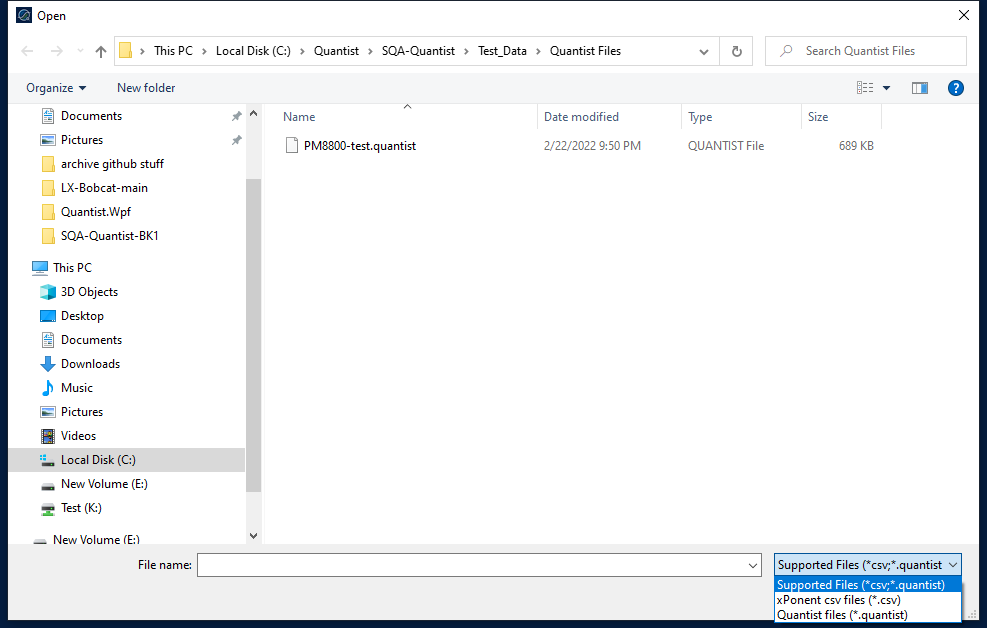 Open
This PC > Local Disk (C:) > Quantist > SQA-Quantist > Test_Data > Quantist Files
Search Quantist Files
Organize
New folder
?
Documents
Pictures
archive github stuff
LX-Bobcat-main
Quantist.Wpf
SQA-Quantist-BK1
This PC
3D Objects
Desktop
Documents
Downloads
Music
Pictures
Videos
Local Disk (C:)
New Volume (E:)
Test (K:)
New Volume (E:)
Name Date modified Type Size
PM8800-test.quantist 2/22/2022 9:50 PM QUANTIST File 689 KB
File name:
Supported Files (*csv;*.quantist
Supported Files (*csv;*.quantist)
xPonent csv files (*.csv)
Quantist files (*.quantist)